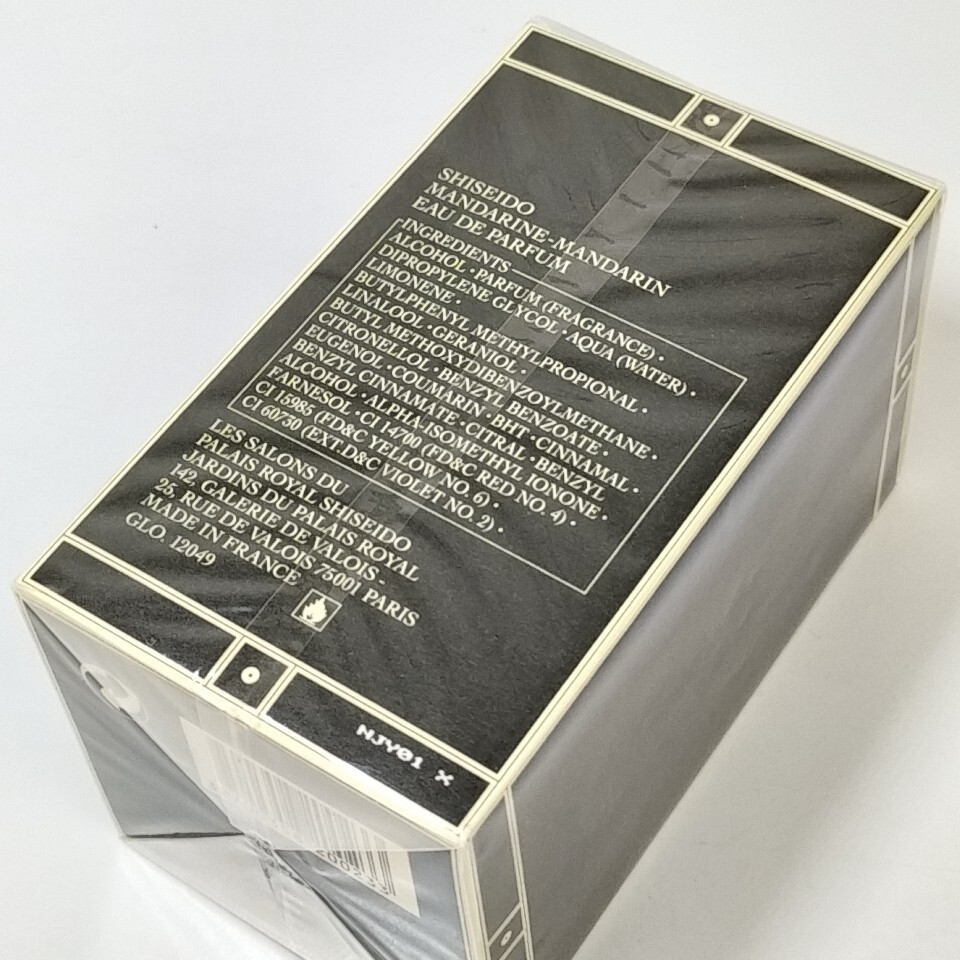 SHISEIDO
MANDARINE-MANDARIN
EAU DE PARFUM
INGREDIENTS
ALCOHOL • PARFUM (FRAGRANCE) •
DIPROPYLENE GLYCOL • AQUA (WATER) •
LIMONENE •
BUTYLPHENYL METHYLPROPIONAL •
LINALOOL • GERANIOL •
BUTYL METHOXYDIBENZOYLMETHANE •
CITRONELLOL • BENZYL BENZOATE •
EUGENOL • COUMARIN • BHT • CINNAMAL •
BENZYL CINNAMATE • CITRAL • BENZYL
ALCOHOL • ALPHA-ISOMETHYL IONONE •
FARNESOL • CI 14700 (FD&C RED NO. 4) •
CI 15985 (FD&C YELLOW NO. 6) •
CI 60730 (EXT.D&C VIOLET NO. 2) •
LES SALONS DU
PALAIS ROYAL SHISEIDO
JARDINS DU PALAIS ROYAL
142, GALERIE DE VALOIS -
25, RUE DE VALOIS 75001 PARIS
MADE IN FRANCE
GLO. 12049
NJY01 X